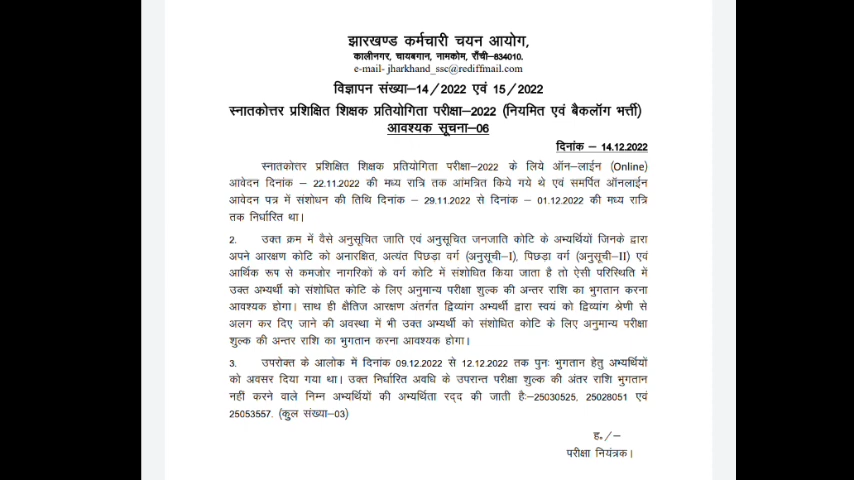 झारखण्ड कर्मचारी चयन आयोग,
कालीनगर, चायबगान, नामकोम, राँची–834010.
e-mail- jharkhand_ssc@rediffmail.com
विज्ञापन संख्या–14/2022 एवं 15/2022
स्नातकोत्तर प्रशिक्षित शिक्षक प्रतियोगिता परीक्षा–2022 (नियमित एवं बैकलॉग भर्त्ती)
आवश्यक सूचना–06
दिनांक – 14.12.2022
स्नातकोत्तर प्रशिक्षित शिक्षक प्रतियोगिता परीक्षा–2022 के लिये ऑन–लाईन (Online)
आवेदन दिनांक – 22.11.2022 की मध्य रात्रि तक आंमत्रित किये गये थे एवं समर्पित ऑनलाईन
आवेदन पत्र में संशोधन की तिथि दिनांक – 29.11.2022 से दिनांक – 01.12.2022 की मध्य रात्रि
तक निर्धारित था।
2. उक्त क्रम में वैसे अनुसूचित जाति एवं अनुसूचित जनजाति कोटि के अभ्यर्थियों जिनके द्वारा
अपने आरक्षण कोटी को अनारक्षित, अत्यंत पिछड़ा वर्ग (अनुसूची–I), पिछड़ा वर्ग (अनुसूची–II) एवं
आर्थिक रूप से कमजोर नागरिकों के वर्ग कोटि में संशोधित किया जाता है तो ऐसी परिस्थिति में
उक्त अभ्यर्थी को संशोधित कोटि के लिए अनुमान्य परीक्षा शुल्क की अन्तर राशि का भुगतान करना
आवश्यक होगा। साथ ही क्षैतिज आरक्षण अंतर्गत द्विव्यांग अभ्यर्थी द्वारा स्वयं को द्विव्यांग श्रेणी से
अलग कर दिए जाने की अवस्था में भी उक्त अभ्यर्थी को संशोधित कोटि के लिए अनुमान्य परीक्षा
शुल्क की अन्तर राशि का भुगतान करना आवश्यक होगा।
3. उपरोक्त के आलोक में दिनांक 09.12.2022 से 12.12.2022 तक पुनः भुगतान हेतु अभ्यर्थियों
को अवसर दिया गया था। उक्त निर्धारित अवधि के उपरान्त परीक्षा शुल्क की अंतर राशि भुगतान
नहीं करने वाले निम्न अभ्यर्थियों की अभ्यर्थिता रद्द की जाती हैः–25030525, 25028051 एवं
25053557. (कुल संख्या–03)
ह॰/–
परीक्षा नियंत्रक।